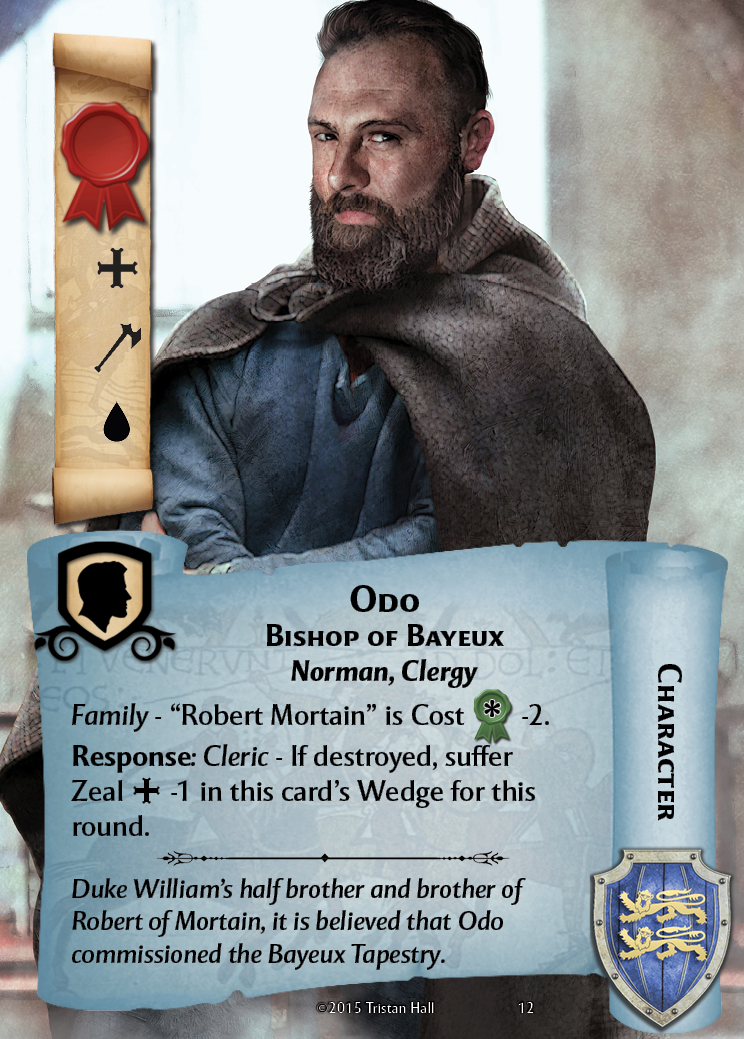 Odo
Bishop of Bayeux
Norman, Clergy
Family - “Robert Mortain” is Cost * -2.
Response: Cleric - If destroyed, suffer
Zeal -1 in this card's Wedge for this
round.
Duke William's half brother and brother of
Robert of Mortain, it is believed that Odo
commissioned the Bayeux Tapestry.
Character
©2015 Tristan Hall
12